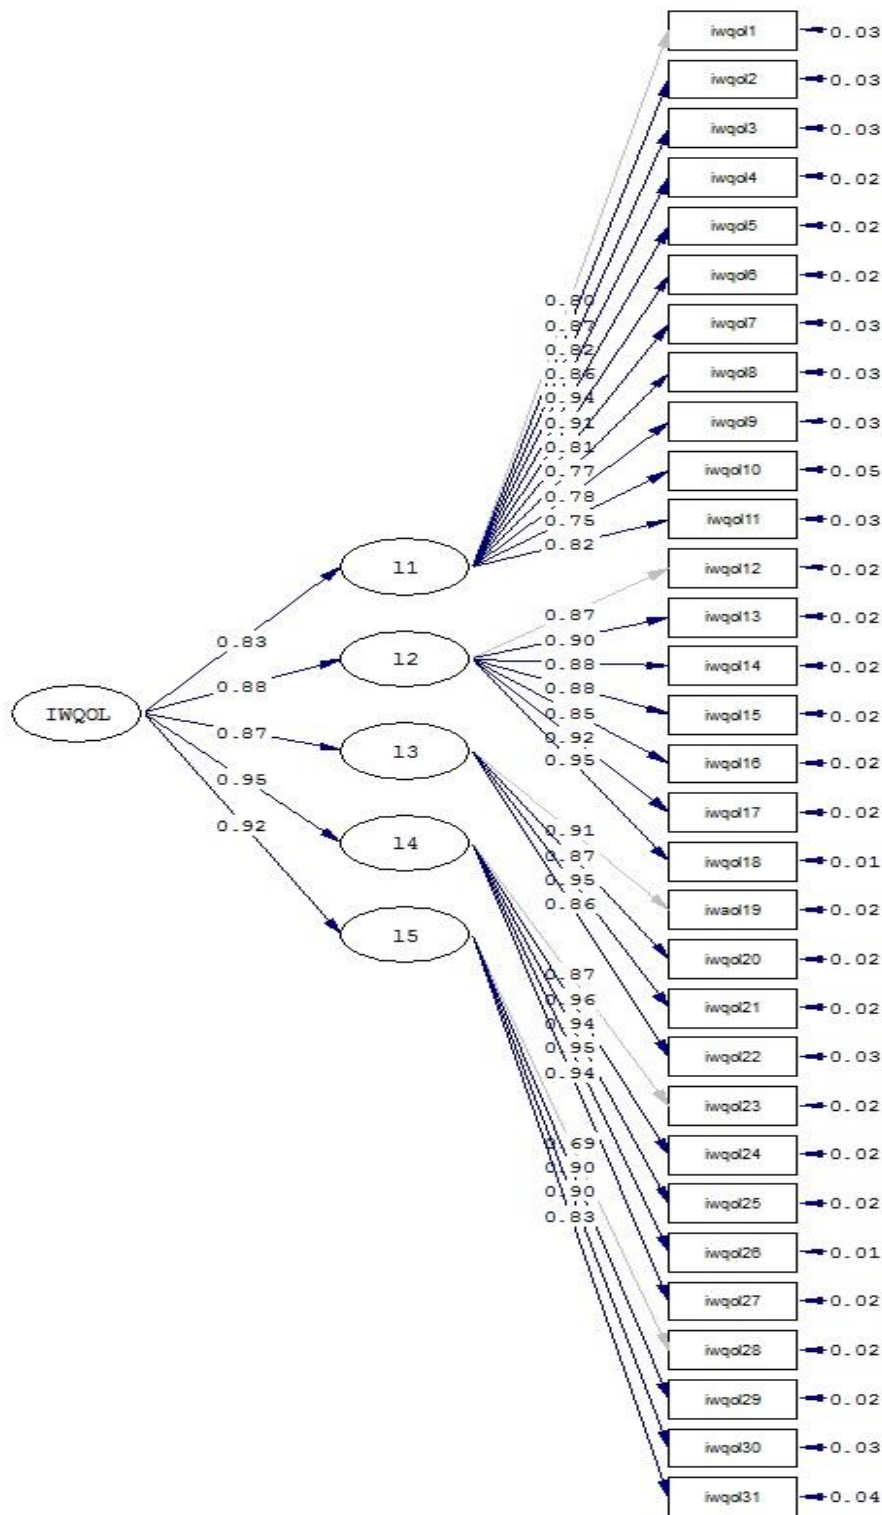 iwqol1 0.03
iwqol2 0.03
iwqol3 0.03
iwqol4 0.02
iwqol5 0.02
iwqol6 0.02
0.80
0.87
iwqol7 0.03
0.82
0.86
iwqol8 0.03
0.94
0.91
iwqol9 0.03
0.81
0.77
iwqol10 0.05
0.78
0.75
iwqol11 0.03
0.82
l1
iwqol12 0.02
0.87
iwqol13 0.02
0.83
0.90
l2
0.88
iwqol14 0.02
0.88
0.88
IWQOL
0.85
iwqol15 0.02
0.87
0.92
l3
0.95
iwqol16 0.02
0.95
iwqol17 0.02
0.92
0.91
l4
0.87
iwqol18 0.01
0.95
0.86
iwaol19 0.02
l5
iwqol20 0.02
0.87
0.96
iwqol21 0.02
0.94
0.95
iwqol22 0.03
0.94
iwqol23 0.02
0.69
iwqol24 0.02
0.90
0.90
iwqol25 0.02
0.83
iwqol26 0.01
iwqol27 0.02
iwqol28 0.02
iwqol29 0.02
iwqol30 0.03
iwqol31 0.04